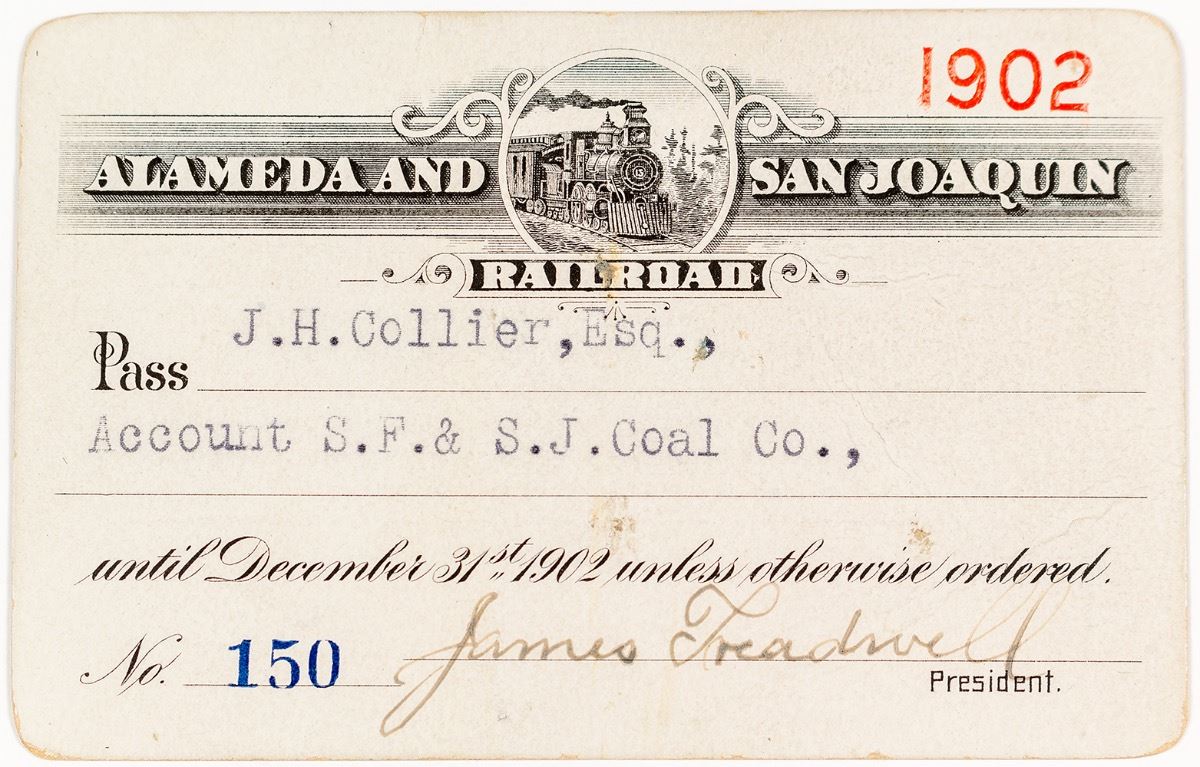 1902
ALAMEDA AND SAN JOAQUIN
RAILROAD
J.H.Collier,Esq.,
Pass
Account S.F.& S.J.Coal Co.,
until December 31st 1902 unless otherwise ordered.
James Treadwell
No. 150
President.